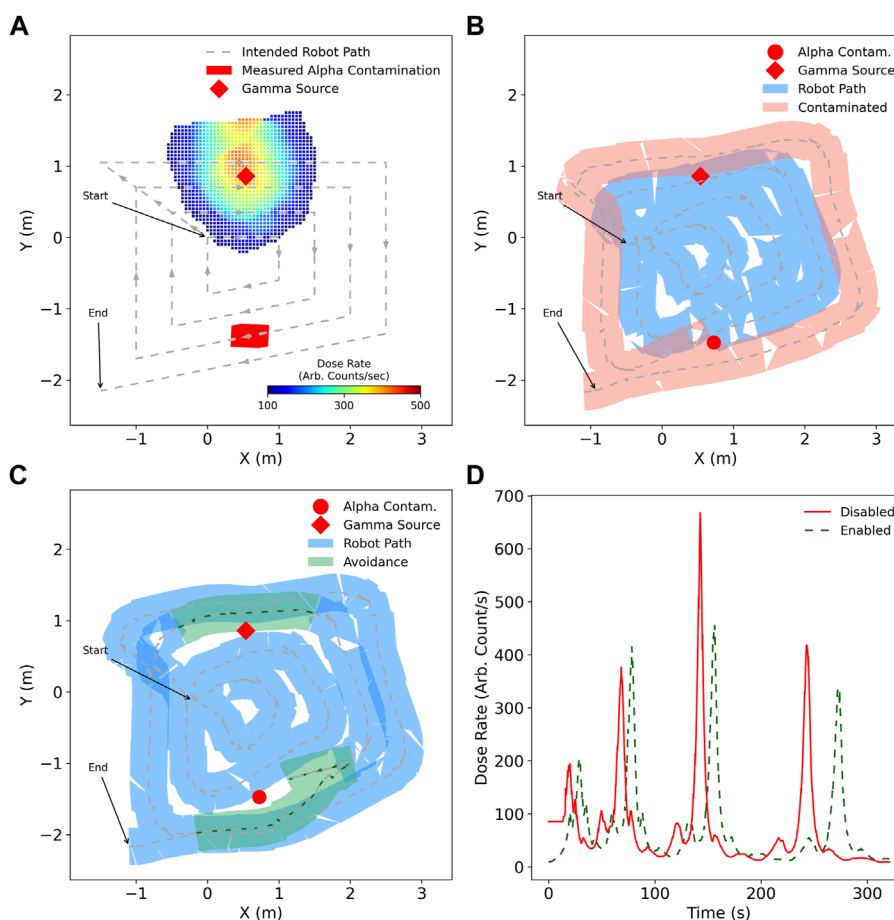 A
Intended Robot Path
Measured Alpha Contamination
Gamma Source
Start
End
Dose Rate
(Arb. Counts/sec)
100 300 500
2
1
0
−1
−2
Y (m)
−1 0 1 2 3
X (m)
B
Alpha Contam.
Gamma Source
Robot Path
Contaminated
Start
End
2
1
0
−1
−2
Y (m)
−1 0 1 2 3
X (m)
C
Alpha Contam.
Gamma Source
Robot Path
Avoidance
Start
End
2
1
0
−1
−2
Y (m)
−1 0 1 2 3
X (m)
D
Disabled
Enabled
700
600
500
400
300
200
100
0
Dose Rate (Arb. Count/s)
0 100 200 300
Time (s)